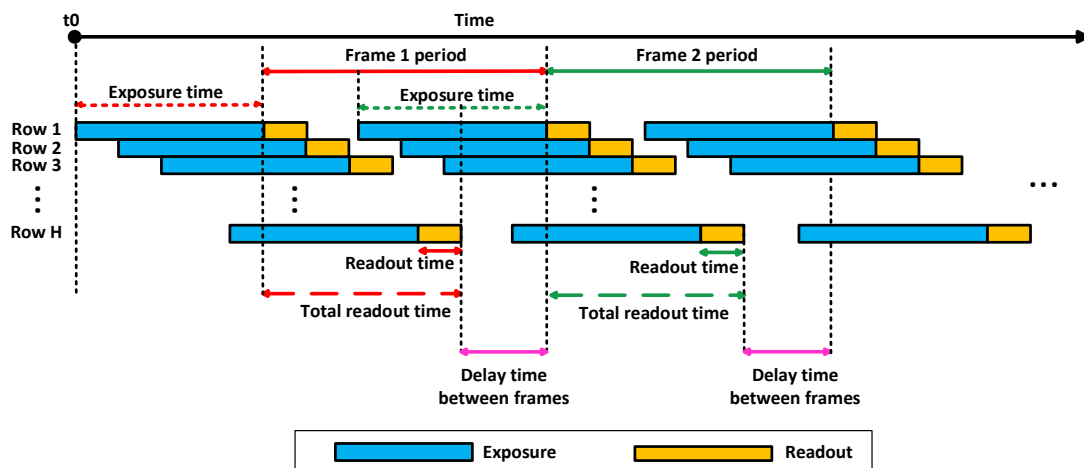 t0
Time
Frame 1 period
Frame 2 period
Exposure time
Exposure time
Row 1
Row 2
Row 3
⋮
⋮
⋮
...
Row H
Readout time
Readout time
Total readout time
Total readout time
Delay time
between frames
Delay time
between frames
Exposure
Readout